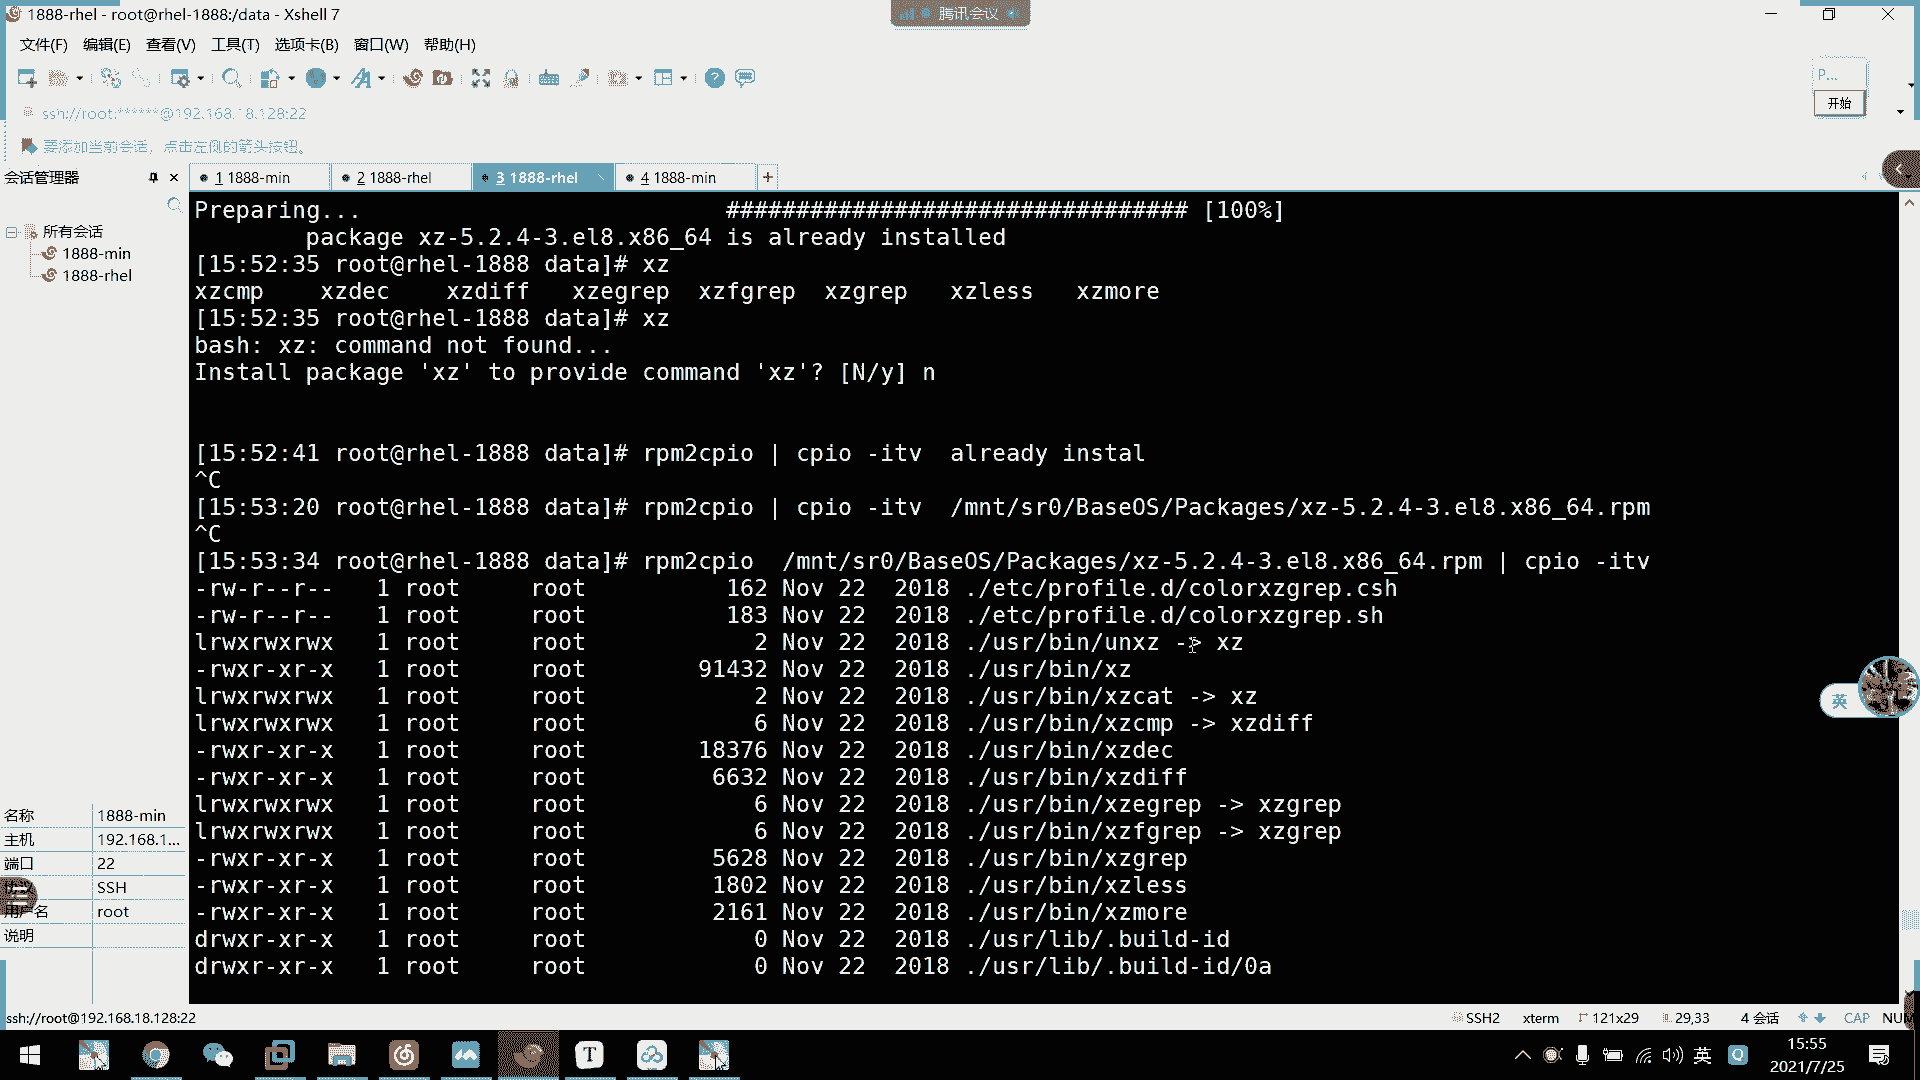 1888-rhel - root@rhel-1888:/data - Xshell 7
腾讯会议
文件(F) 编辑(E) 查看(V) 工具(T) 选项卡(B) 窗口(W) 帮助(H)
P...
开始
ssh://root:******@192.168.18.128:22
要添加当前会话，点击左侧的箭头按钮。
会话管理器
1 1888-min 2 1888-rhel 3 1888-rhel 4 1888-min
所有会话
1888-min
1888-rhel
Preparing... ################################# [100%]
package xz-5.2.4-3.el8.x86_64 is already installed
[15:52:35 root@rhel-1888 data]# xz
xzcmp xzdec xzdiff xzegrep xzfgrep xzgrep xzless xzmore
[15:52:35 root@rhel-1888 data]# xz
bash: xz: command not found...
Install package 'xz' to provide command 'xz'? [N/y] n
[15:52:41 root@rhel-1888 data]# rpm2cpio | cpio -itv already instal
^C
[15:53:20 root@rhel-1888 data]# rpm2cpio | cpio -itv /mnt/sr0/BaseOS/Packages/xz-5.2.4-3.el8.x86_64.rpm
^C
[15:53:34 root@rhel-1888 data]# rpm2cpio /mnt/sr0/BaseOS/Packages/xz-5.2.4-3.el8.x86_64.rpm | cpio -itv
-rw-r--r-- 1 root root 162 Nov 22 2018 ./etc/profile.d/colorxzgrep.csh
-rw-r--r-- 1 root root 183 Nov 22 2018 ./etc/profile.d/colorxzgrep.sh
lrwxrwxrwx 1 root root 2 Nov 22 2018 ./usr/bin/unxz -> xz
-rwxr-xr-x 1 root root 91432 Nov 22 2018 ./usr/bin/xz
lrwxrwxrwx 1 root root 2 Nov 22 2018 ./usr/bin/xzcat -> xz
lrwxrwxrwx 1 root root 6 Nov 22 2018 ./usr/bin/xzcmp -> xzdiff
-rwxr-xr-x 1 root root 18376 Nov 22 2018 ./usr/bin/xzdec
-rwxr-xr-x 1 root root 6632 Nov 22 2018 ./usr/bin/xzdiff
lrwxrwxrwx 1 root root 6 Nov 22 2018 ./usr/bin/xzegrep -> xzgrep
lrwxrwxrwx 1 root root 6 Nov 22 2018 ./usr/bin/xzfgrep -> xzgrep
-rwxr-xr-x 1 root root 5628 Nov 22 2018 ./usr/bin/xzgrep
-rwxr-xr-x 1 root root 1802 Nov 22 2018 ./usr/bin/xzless
-rwxr-xr-x 1 root root 2161 Nov 22 2018 ./usr/bin/xzmore
drwxr-xr-x 1 root root 0 Nov 22 2018 ./usr/lib/.build-id
drwxr-xr-x 1 root root 0 Nov 22 2018 ./usr/lib/.build-id/0a
英
名称 1888-min
主机 192.168.1...
端口 22
SSH
用户名 root
说明
ssh://root@192.168.18.128:22
SSH2 xterm 121x29 29,33 4 会话 CAP NUM
英
15:55
2021/7/25